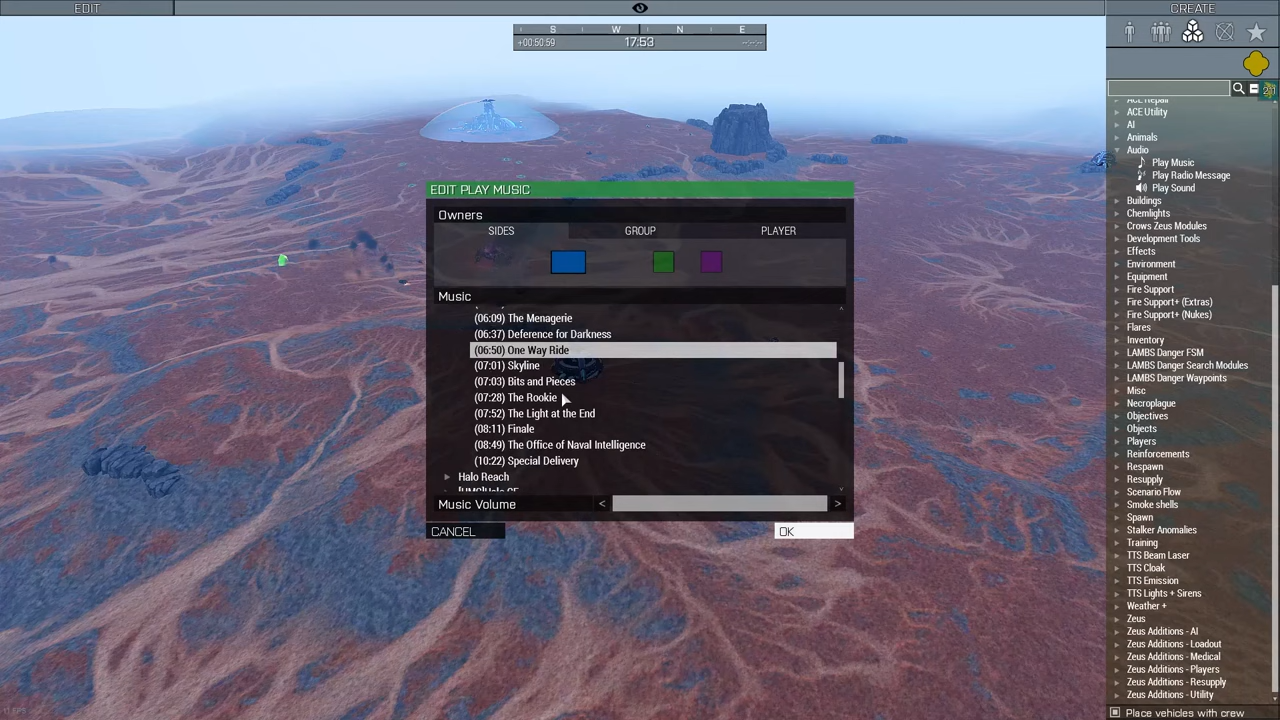 EDIT
CREATE
S W N E
+00:50:59 17:53 --:--:--
ACE Repair
ACE Utility
AI
Animals
Audio
Play Music
Play Radio Message
Play Sound
Buildings
Chemlights
Crows Zeus Modules
Development Tools
Effects
Environment
Equipment
Fire Support
Fire Support+ (Extras)
Fire Support+ (Nukes)
Flares
Inventory
LAMBS Danger FSM
LAMBS Danger Search Modules
LAMBS Danger Waypoints
Misc
Necroplague
Objectives
Objects
Players
Reinforcements
Respawn
Resupply
Scenario Flow
Smoke shells
Spawn
Stalker Anomalies
Training
TTS Beam Laser
TTS Cloak
TTS Emission
TTS Lights + Sirens
Weather +
Zeus
Zeus Additions - AI
Zeus Additions - Loadout
Zeus Additions - Medical
Zeus Additions - Players
Zeus Additions - Resupply
Zeus Additions - Utility
Place vehicles with crew
EDIT PLAY MUSIC
Owners
SIDES GROUP PLAYER
Music
(06:09) The Menagerie
(06:37) Deference for Darkness
(06:50) One Way Ride
(07:01) Skyline
(07:03) Bits and Pieces
(07:28) The Rookie
(07:52) The Light at the End
(08:11) Finale
(08:49) The Office of Naval Intelligence
(10:22) Special Delivery
Halo Reach
Music Volume < >
CANCEL OK